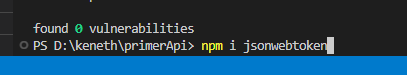 found 0 vulnerabilities
PS D:\keneth\primerApi> npm i jsonwebtoken